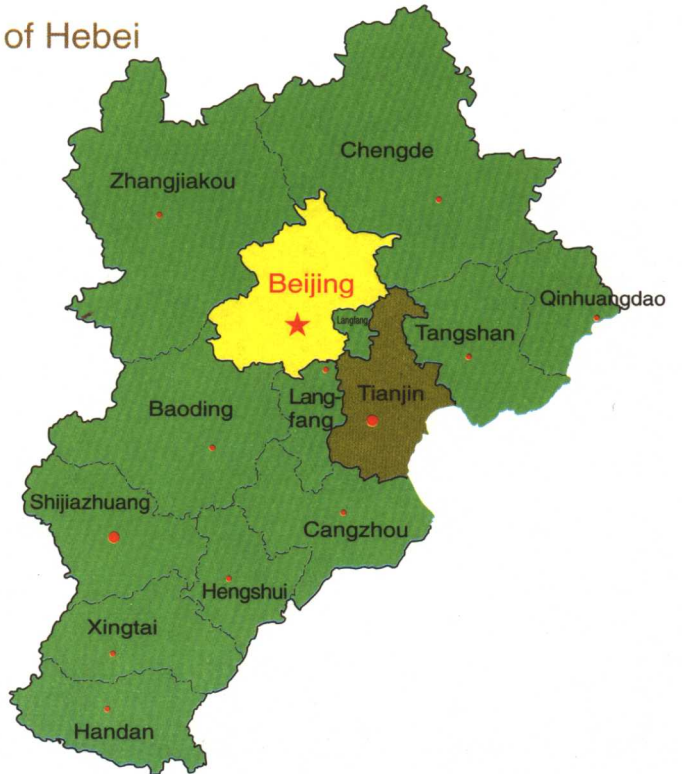 of Hebei
Chengde
Zhangjiakou
Beijing
Qinhuangdao
Langfang
Tangshan
Lang-
fang
Tianjin
Baoding
Shijiazhuang
Cangzhou
Hengshui
Xingtai
Handan